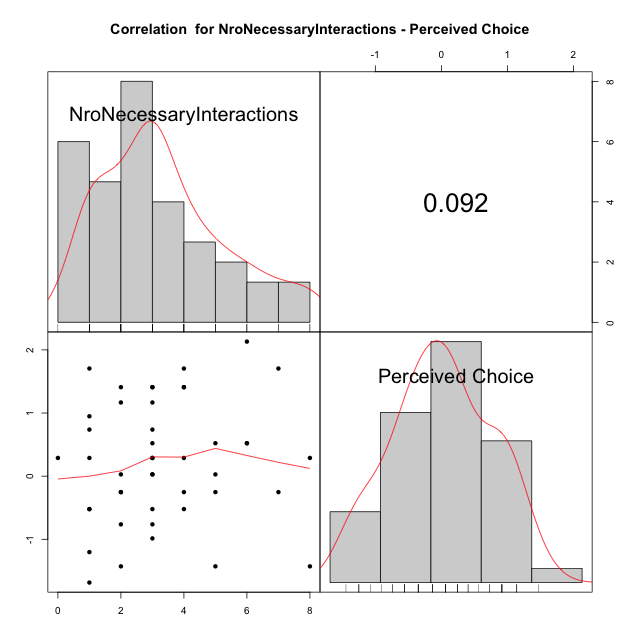 Correlation  for NroNecessaryInteractions - Perceived Choice
-1 0 1 2
NroNecessaryInteractions
0.092
8
6
4
2
0
2
1
0
-1
Perceived Choice
0 2 4 6 8